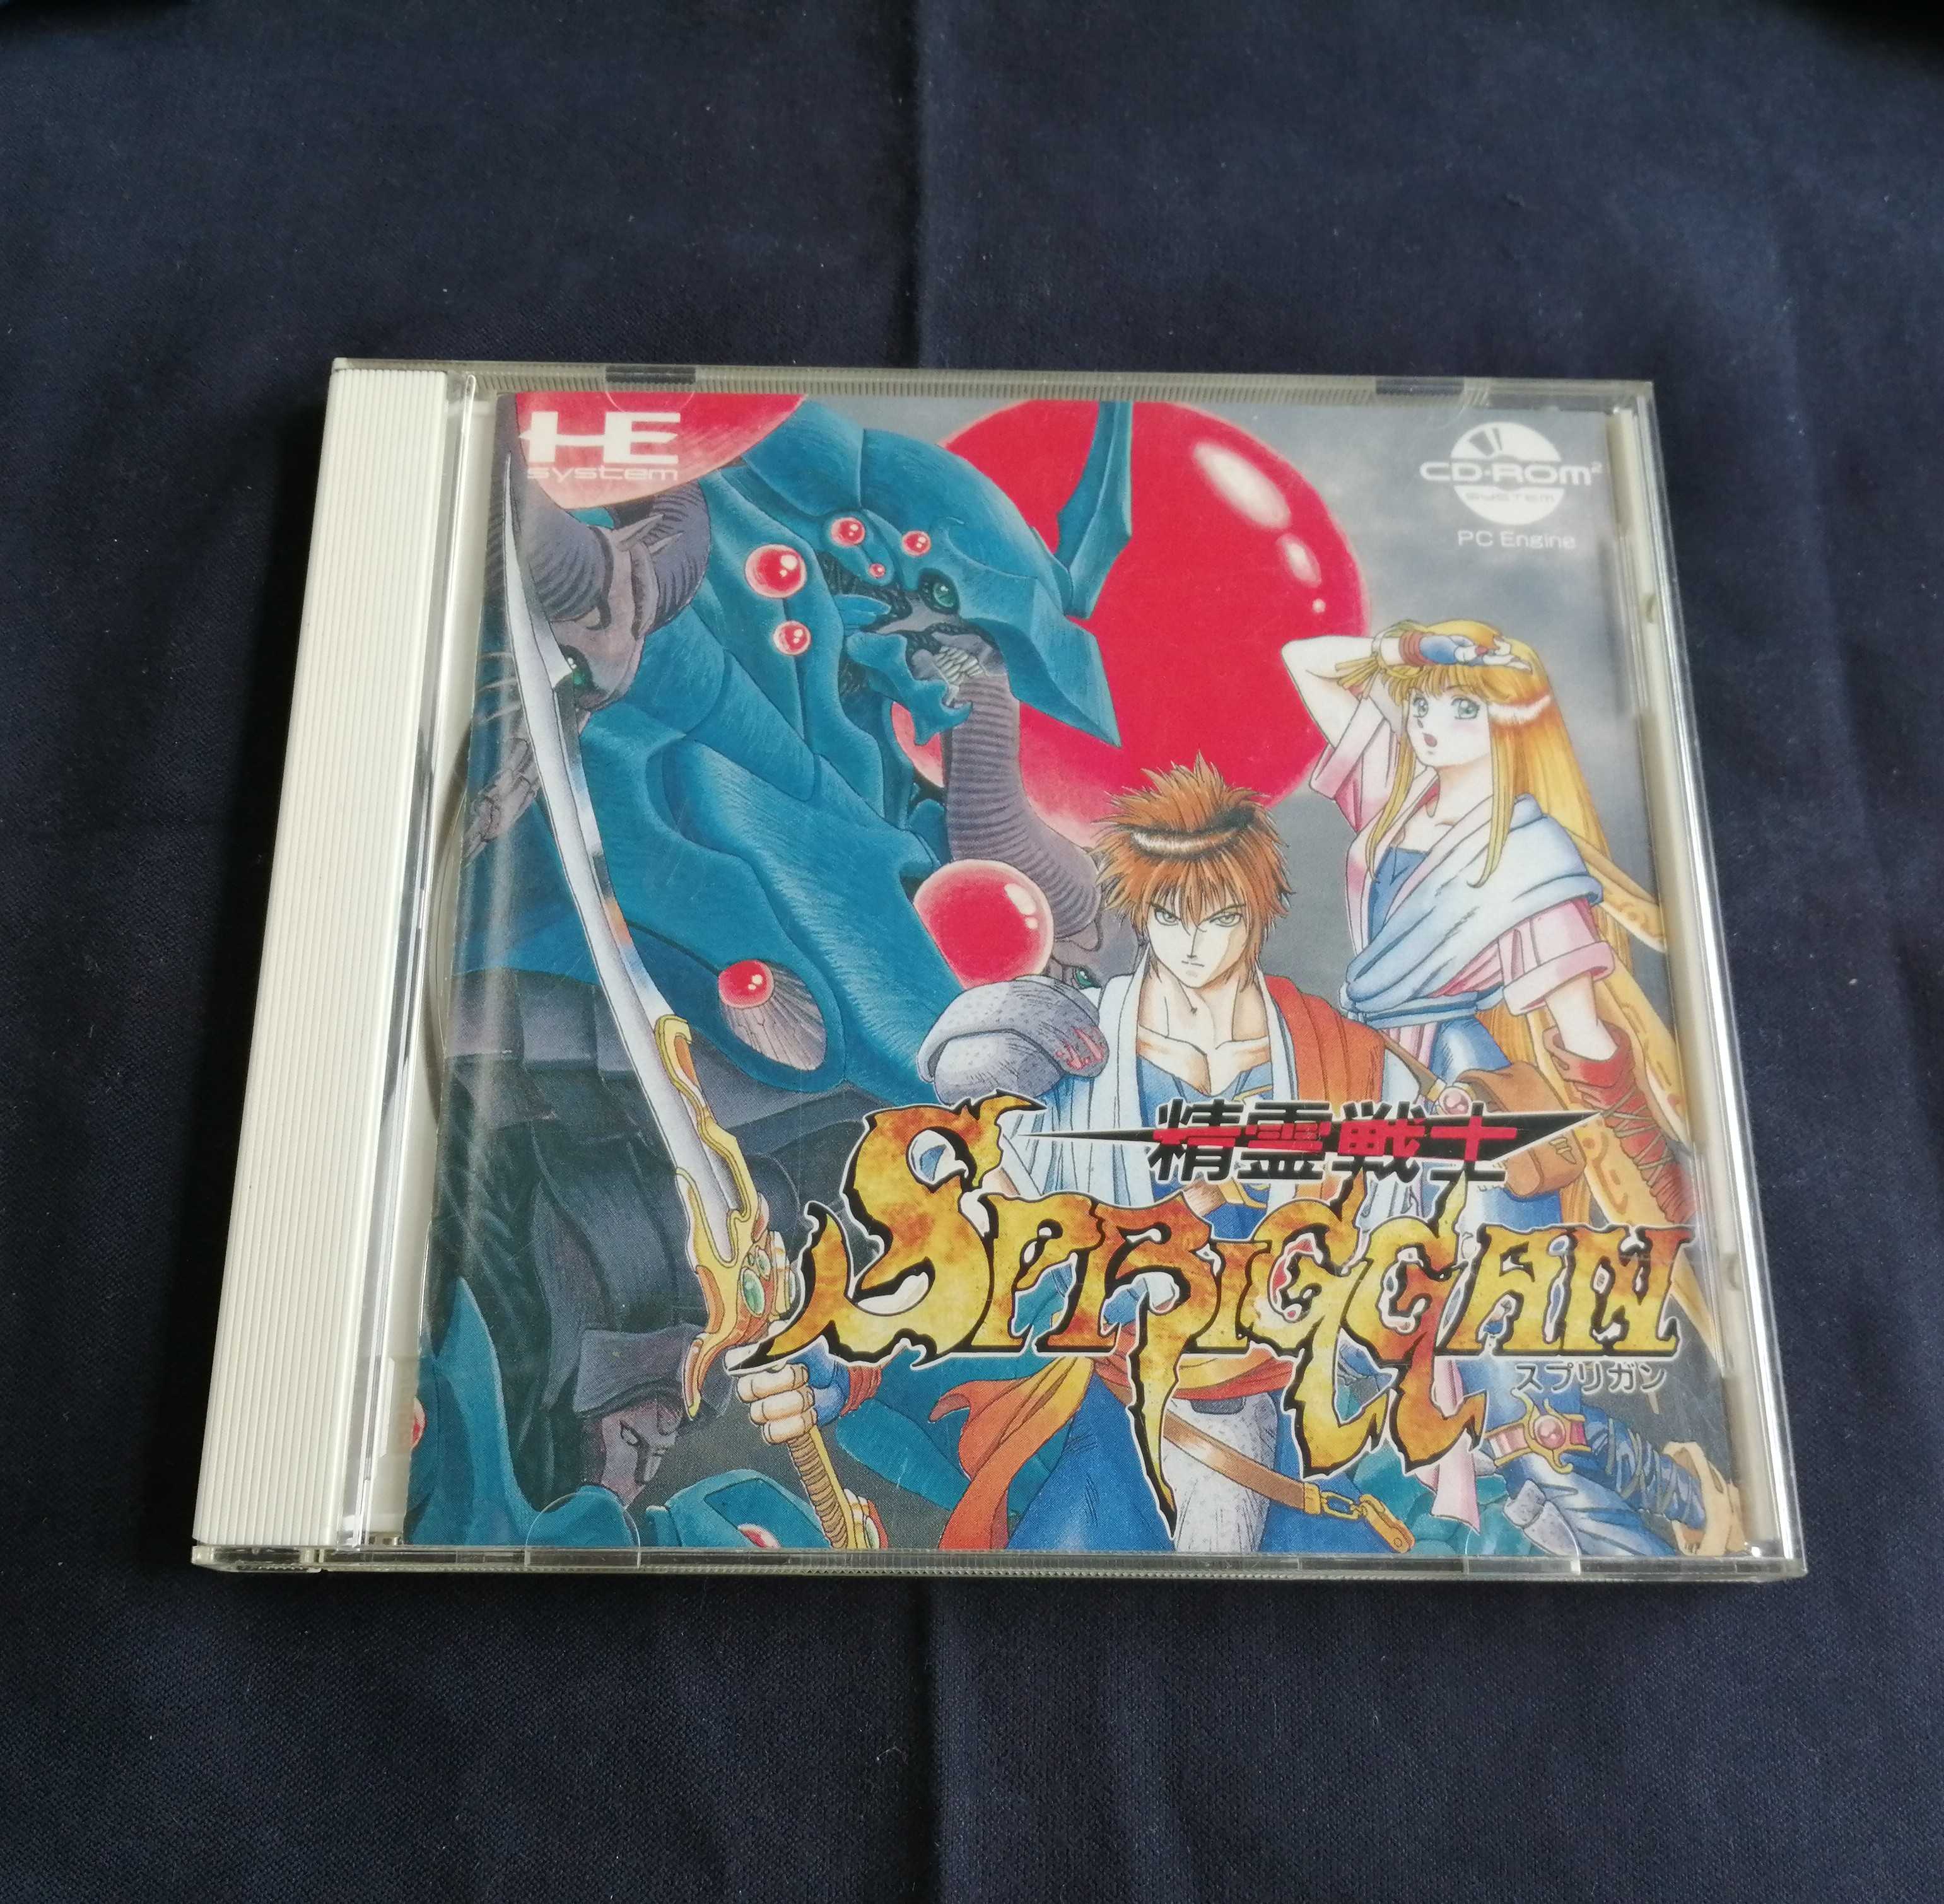 HE
system
CD-ROM²
SYSTEM
PC Engine
精霊戦士
SPRIGGAN
スプリガン